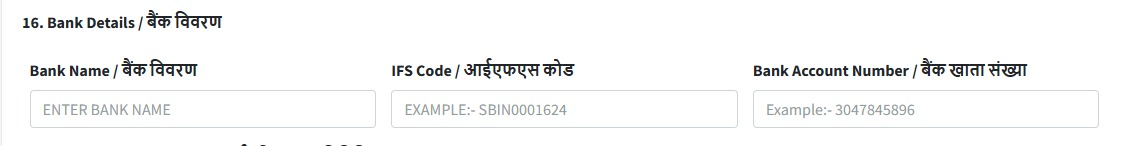 16. Bank Details / बैंक विवरण
Bank Name / बैंक विवरण
IFS Code / आईएफएस कोड
Bank Account Number / बैंक खाता संख्या
ENTER BANK NAME
EXAMPLE:- SBIN0001624
Example:- 3047845896